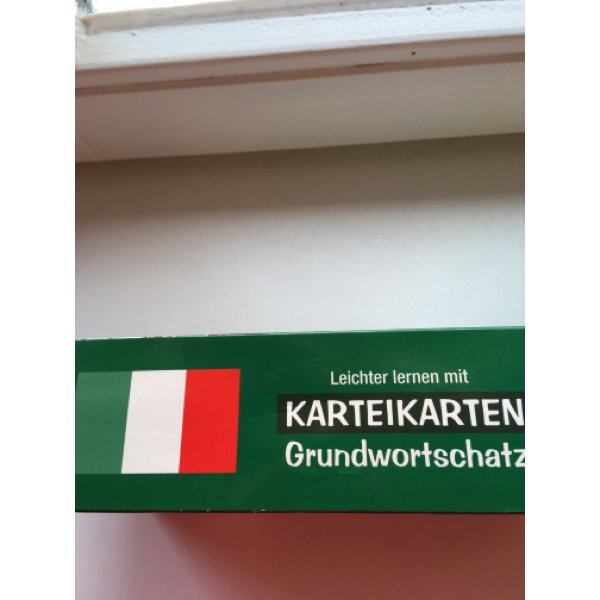 Leichter lernen mit
KARTEIKARTEN
Grundwortschatz